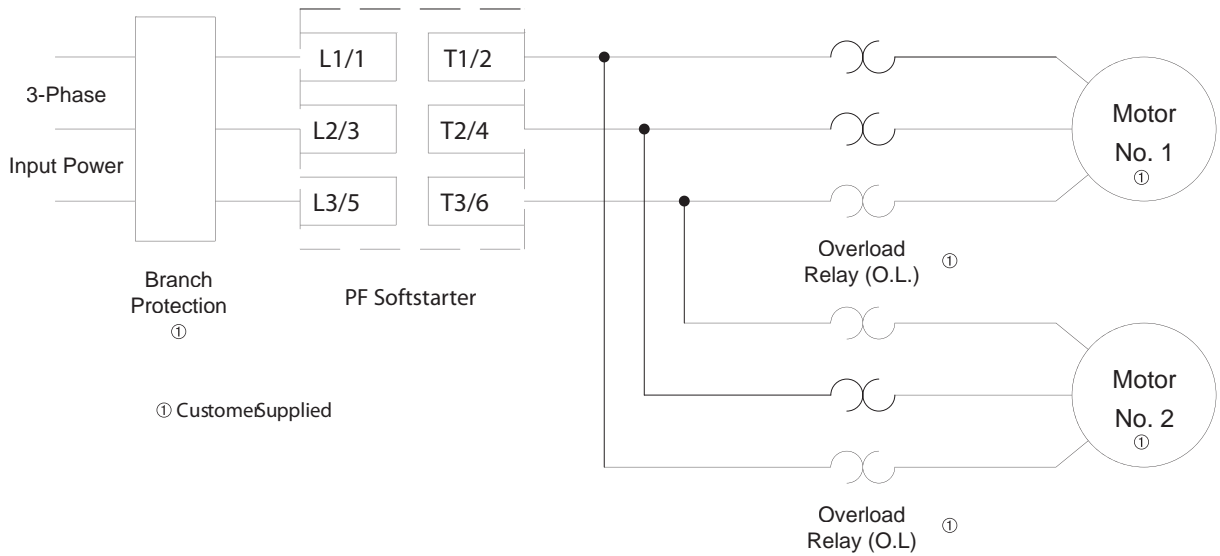 3-Phase
Input Power
Branch
Protection
①
L1/1
T1/2
L2/3
T2/4
L3/5
T3/6
PF Softstarter
① CustomerSupplied
Motor
No. 1
①
Overload
Relay (O.L.)
①
Motor
No. 2
①
Overload
Relay (O.L)
①